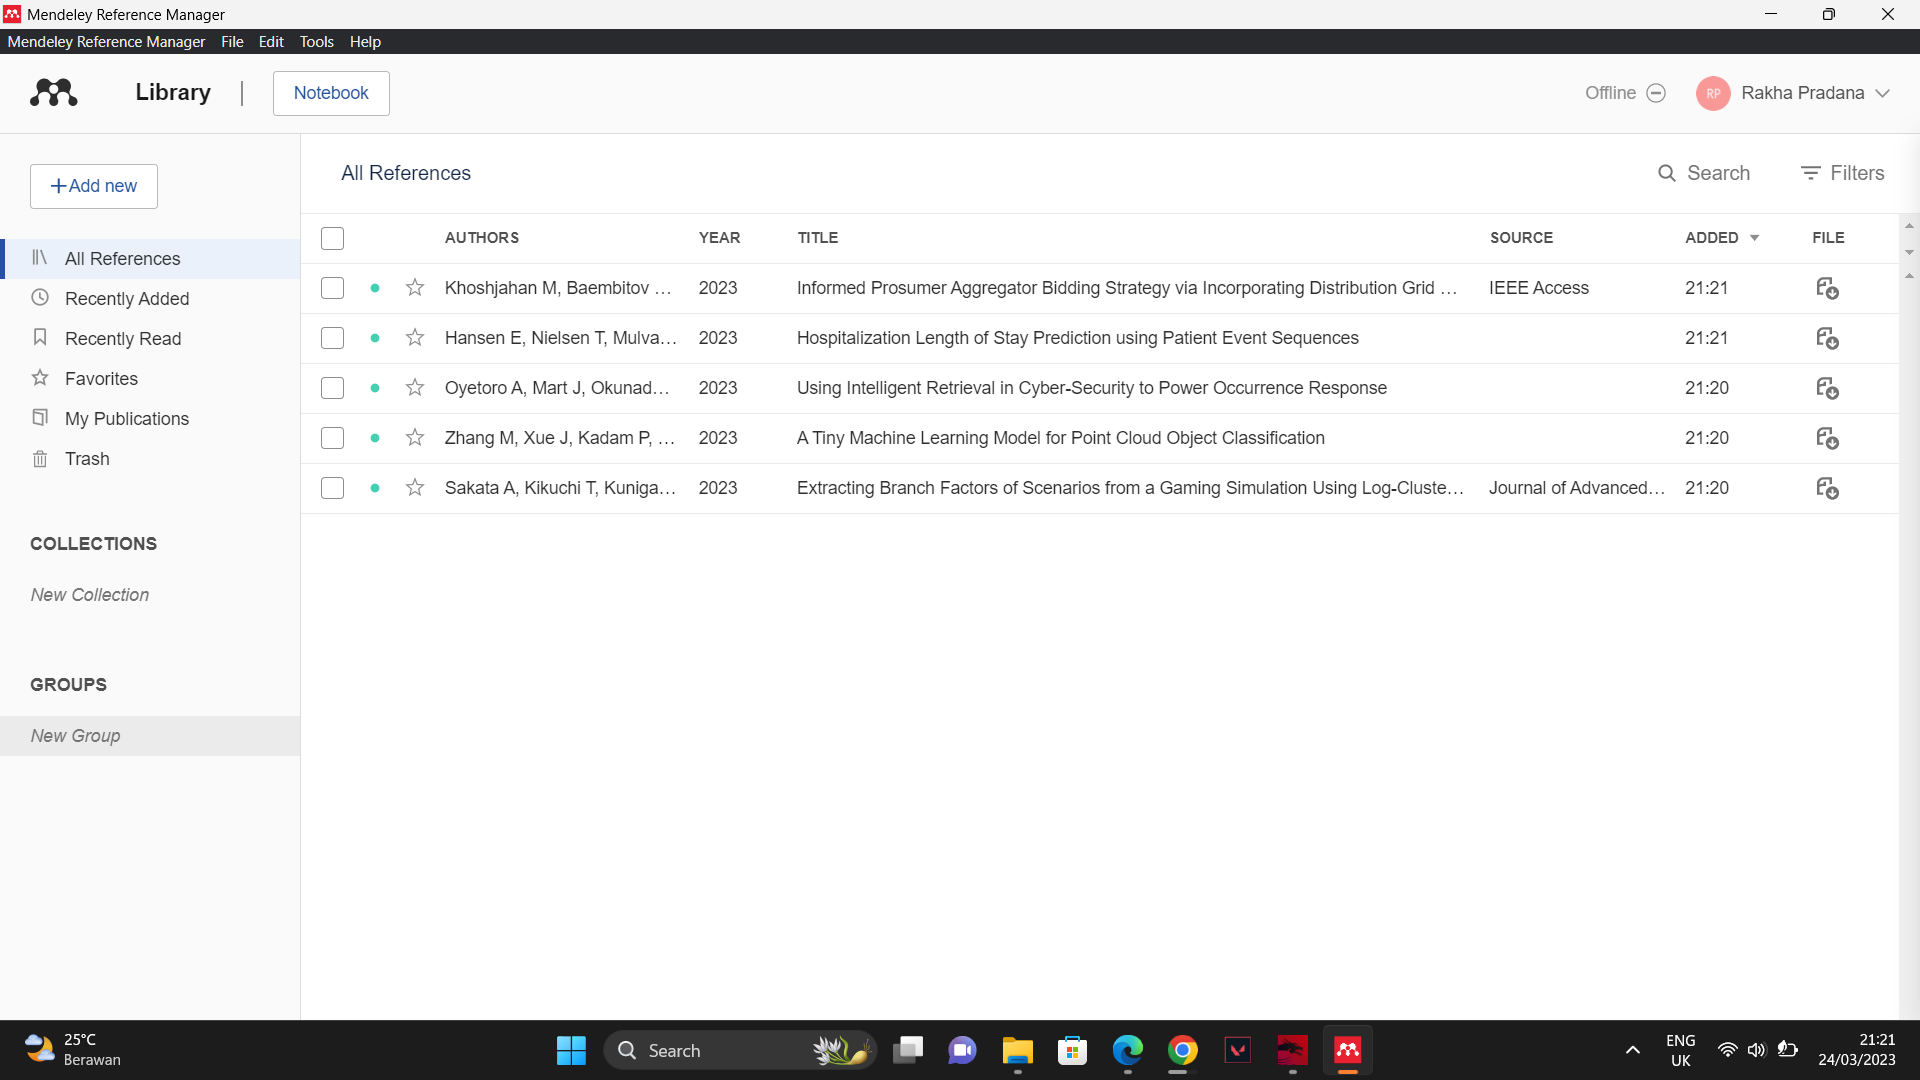 Mendeley Reference Manager
Mendeley Reference Manager File Edit Tools Help
Library | Notebook Offline RP Rakha Pradana
+Add new
All References
Recently Added
Recently Read
Favorites
My Publications
Trash
COLLECTIONS
New Collection
GROUPS
New Group
All References Search Filters
AUTHORS YEAR TITLE SOURCE ADDED FILE
Khoshjahan M, Baembitov ... 2023 Informed Prosumer Aggregator Bidding Strategy via Incorporating Distribution Grid ... IEEE Access 21:21
Hansen E, Nielsen T, Mulva... 2023 Hospitalization Length of Stay Prediction using Patient Event Sequences 21:21
Oyetoro A, Mart J, Okunad... 2023 Using Intelligent Retrieval in Cyber-Security to Power Occurrence Response 21:20
Zhang M, Xue J, Kadam P, ... 2023 A Tiny Machine Learning Model for Point Cloud Object Classification 21:20
Sakata A, Kikuchi T, Kuniga... 2023 Extracting Branch Factors of Scenarios from a Gaming Simulation Using Log-Cluste... Journal of Advanced... 21:20
25°C
Berawan
Search
ENG
UK
21:21
24/03/2023